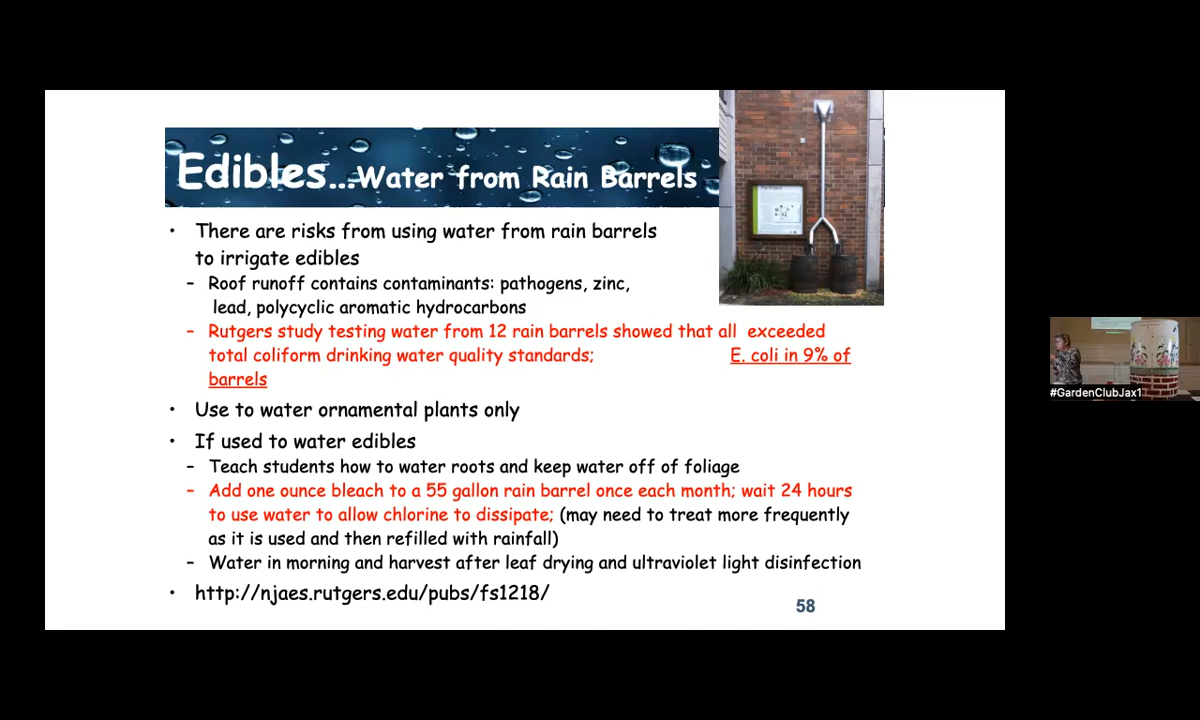 Edibles...Water from Rain Barrels
• There are risks from using water from rain barrels
to irrigate edibles
– Roof runoff contains contaminants: pathogens, zinc,
lead, polycyclic aromatic hydrocarbons
– Rutgers study testing water from 12 rain barrels showed that all exceeded
total coliform drinking water quality standards; E. coli in 9% of
barrels
• Use to water ornamental plants only
• If used to water edibles
– Teach students how to water roots and keep water off of foliage
– Add one ounce bleach to a 55 gallon rain barrel once each month; wait 24 hours
to use water to allow chlorine to dissipate; (may need to treat more frequently
as it is used and then refilled with rainfall)
– Water in morning and harvest after leaf drying and ultraviolet light disinfection
• http://njaes.rutgers.edu/pubs/fs1218/
58
#GardenClubJax1